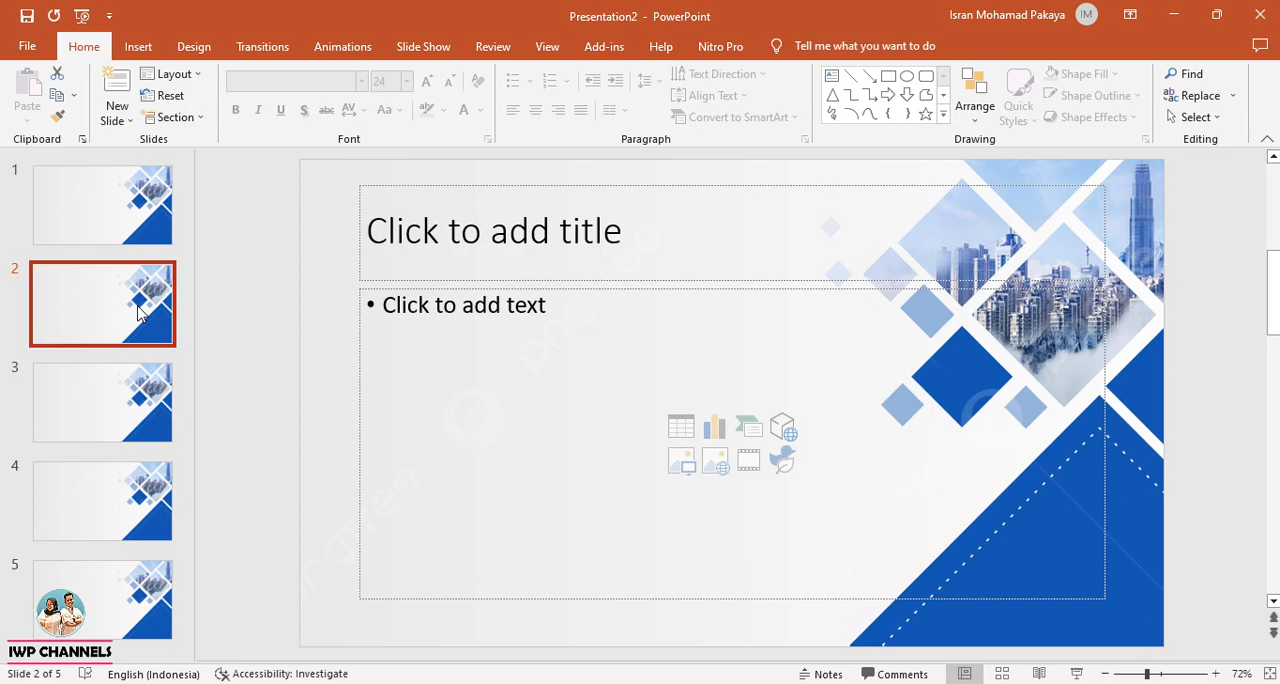 Presentation2 - PowerPoint
Isran Mohamad Pakaya
IM
File
Home
Insert
Design
Transitions
Animations
Slide Show
Review
View
Add-ins
Help
Nitro Pro
Tell me what you want to do
Paste
Clipboard
New
Slide
Layout
Reset
Section
Slides
24
B I U S abc AV Aa A
Font
Text Direction
Align Text
Convert to SmartArt
Paragraph
Arrange
Quick
Styles
Shape Fill
Shape Outline
Shape Effects
Drawing
Find
Replace
Select
Editing
1
2
3
4
5
Click to add title
• Click to add text
pngtree
IWP CHANNELS
Slide 2 of 5
English (Indonesia)
Accessibility: Investigate
Notes
Comments
72%